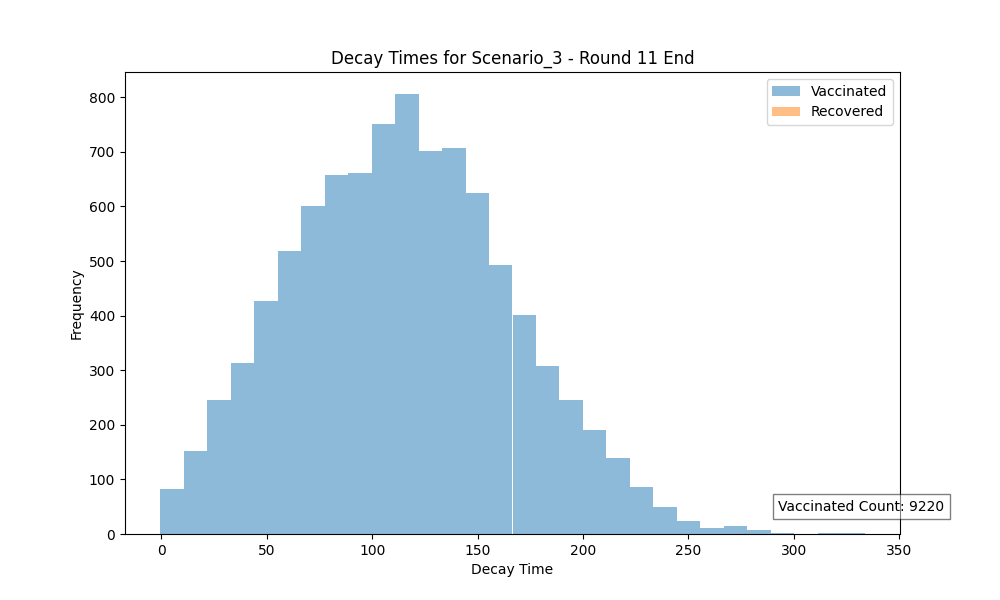 Decay Times for Scenario_3 - Round 11 End
Vaccinated
Recovered
Frequency
800
700
600
500
400
300
200
100
0
Vaccinated Count: 9220
0 50 100 150 200 250 300 350
Decay Time